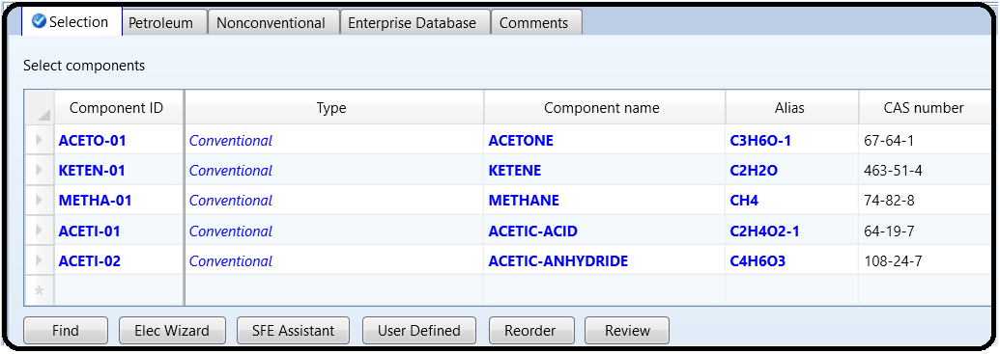 Selection Petroleum Nonconventional Enterprise Database Comments
Select components
Component ID Type Component name Alias CAS number
ACETO-01 Conventional ACETONE C3H6O-1 67-64-1
KETEN-01 Conventional KETENE C2H2O 463-51-4
METHA-01 Conventional METHANE CH4 74-82-8
ACETI-01 Conventional ACETIC-ACID C2H4O2-1 64-19-7
ACETI-02 Conventional ACETIC-ANHYDRIDE C4H6O3 108-24-7
*
Find Elec Wizard SFE Assistant User Defined Reorder Review